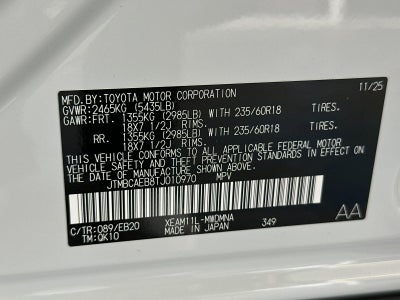 MFD.BY:TOYOTA MOTOR CORPORATION 11/25
GVWR:2465KG (5435LB)
GAWR:FRT. 1355KG (2985LB) WITH 235/60R18 TIRES.
18X7 1/2J RIMS.
RR. 1355KG (2985LB) WITH 235/60R18 TIRES.
18X7 1/2J RIMS.
THIS VEHICLE CONFORMS TO ALL APPLICABLE FEDERAL MOTOR
VEHICLE SAFETY AND THEFT PREVENTION STANDARDS IN
EFFECT ON THE DATE OF MANUFACTURE SHOWN ABOVE.
JTMBCAEB8TJ010970 MPV
C/TR:089/EB20 XEAM11L-MWDMNA AA
TM:QK10 MADE IN JAPAN 349